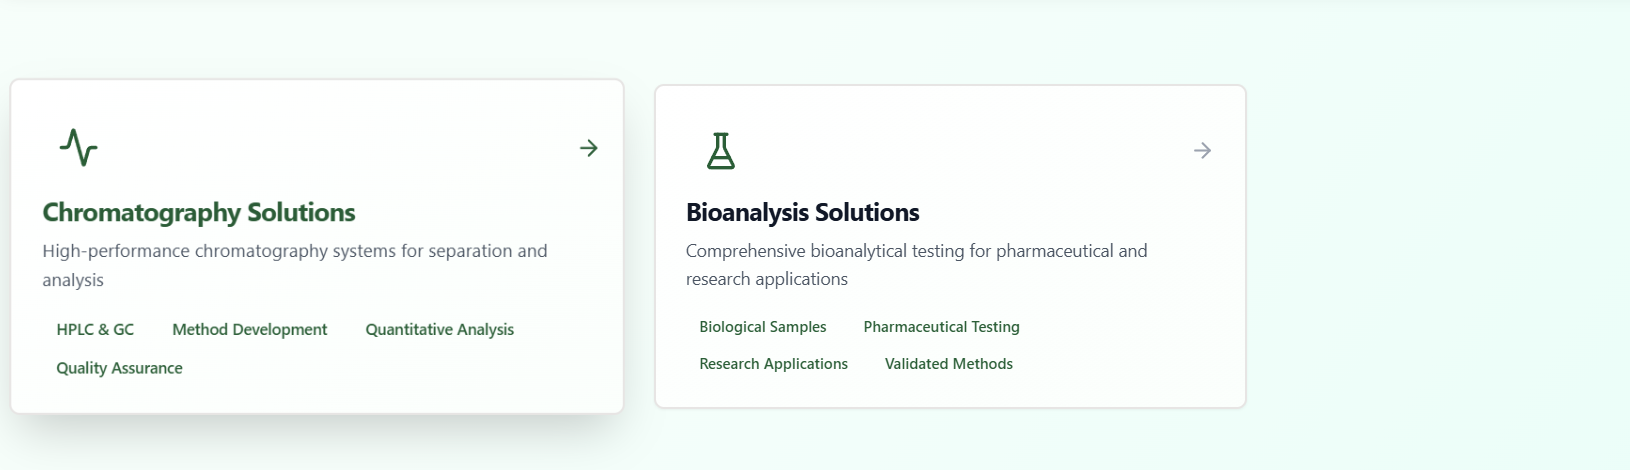 Chromatography Solutions
High-performance chromatography systems for separation and
analysis
HPLC & GC
Method Development
Quantitative Analysis
Quality Assurance
Bioanalysis Solutions
Comprehensive bioanalytical testing for pharmaceutical and
research applications
Biological Samples
Pharmaceutical Testing
Research Applications
Validated Methods